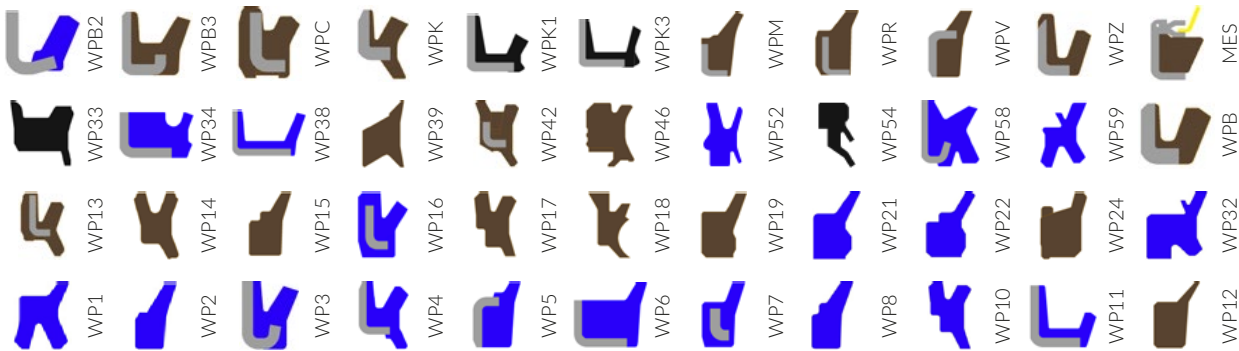 WPB2 WPB3 WPC WPK WPK1 WPK3 WPM WPR WPV WPZ MES
WP33 WP34 WP38 WP39 WP42 WP46 WP52 WP54 WP58 WP59 WPB
WP13 WP14 WP15 WP16 WP17 WP18 WP19 WP21 WP22 WP24 WP32
WP1 WP2 WP3 WP4 WP5 WP6 WP7 WP8 WP10 WP11 WP12